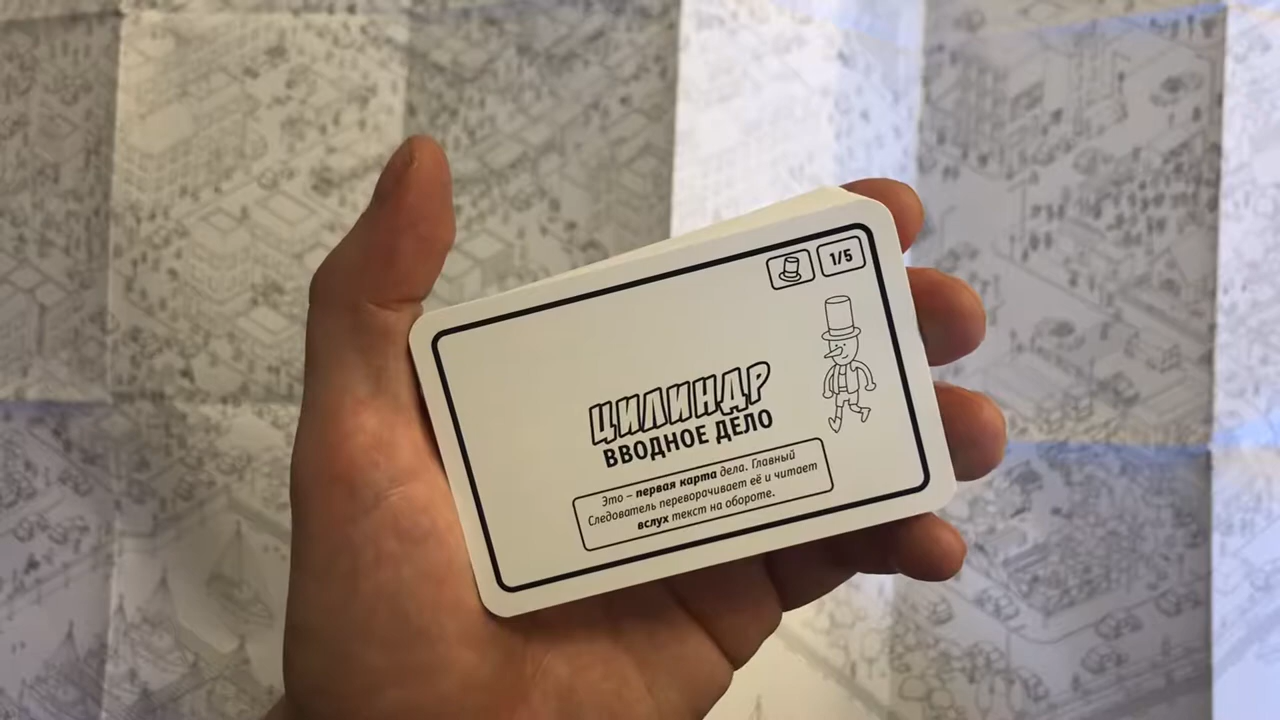 1/5
ЦИЛИНДР
ВВОДНОЕ ДЕЛО
Это – первая карта дела. Главный
Следователь переворачивает её и читает
вслух текст на обороте.